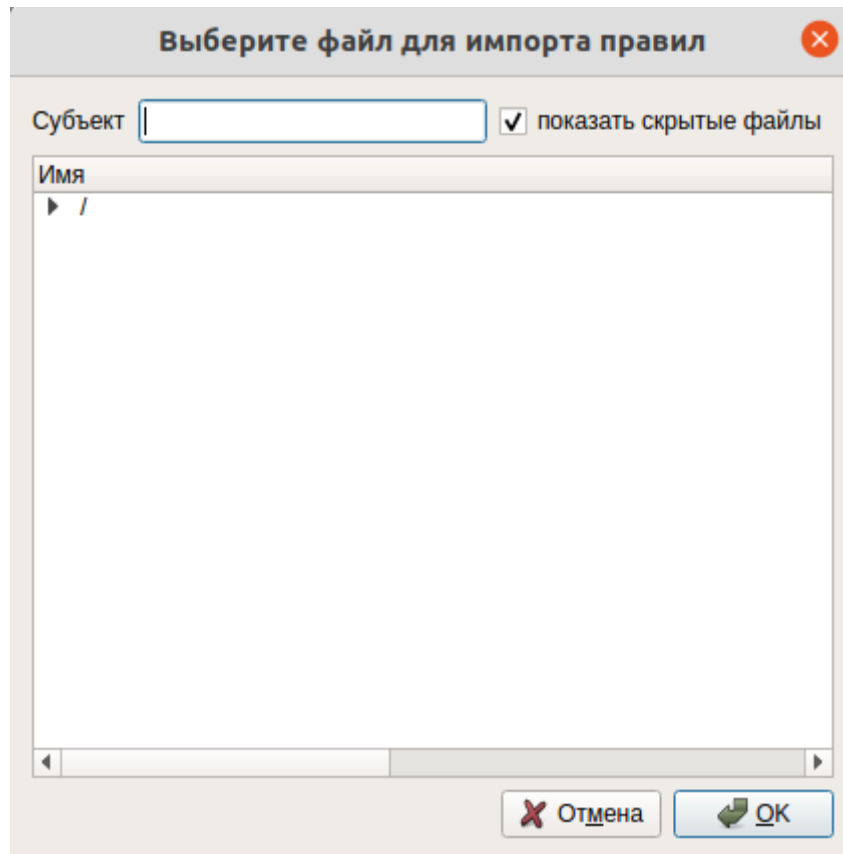 Выберите файл для импорта правил
Субъект показать скрытые файлы
Имя
/
Отмена OK